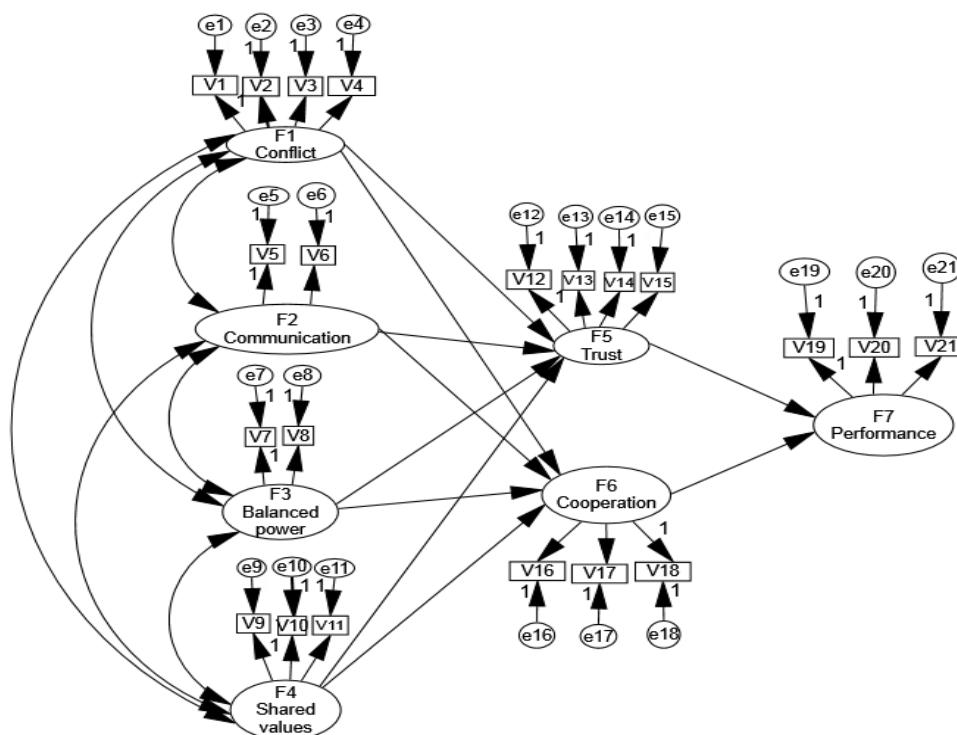 e1 e2 e3 e4
1 1 1
V1 V2 V3 V4
1
F1
Conflict
e5 e6
1 1
V5 V6
1
F2
Communication
e7 e8
1 1
V7 V8
1
F3
Balanced
power
e9 e10 e11
1 1
V9 V10 V11
1
F4
Shared
values
e12 e13 e14 e15
1 1 1
V12 V13 V14 V15
1
F5
Trust
F6
Cooperation
1
V16 V17 V18
1 1 1
e16 e17 e18
e19 e20 e21
1 1 1
V19 V20 V21
1
F7
Performance